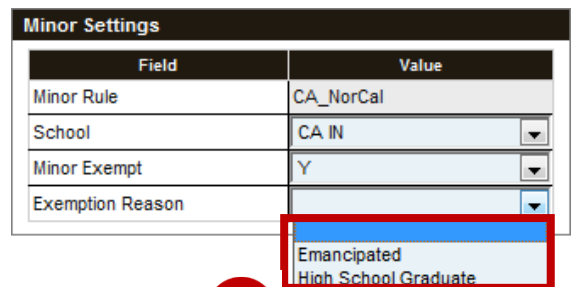 Minor Settings
Field Value
Minor Rule CA_NorCal
School CA IN
Minor Exempt Y
Exemption Reason
Emancipated
High School Graduate